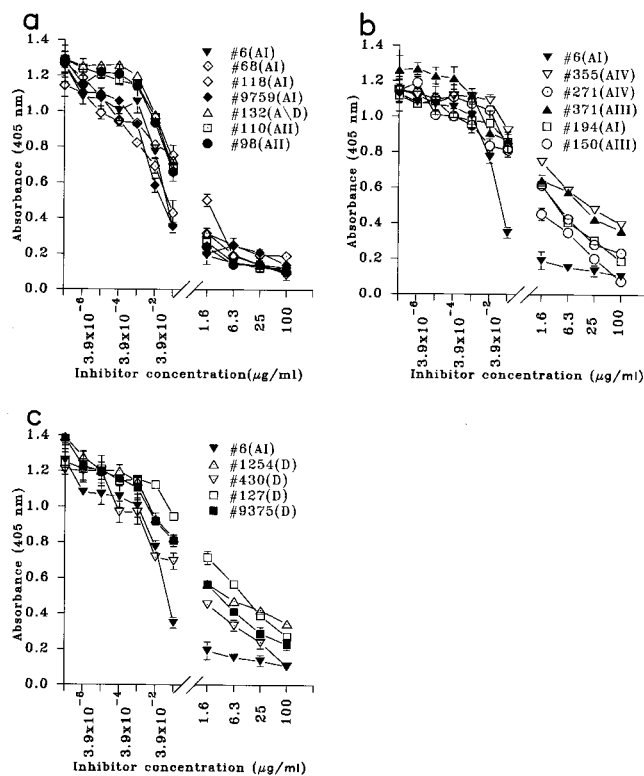 a
1.4
1.2
1.0
0.8
0.6
0.4
0.2
0.0
Absorbance (405 nm)
#6(AI)
#68(AI)
#118(AI)
#9759(AI)
#132(A\D)
#110(AII)
#98(AII)
3.9x10⁻⁶
3.9x10⁻⁴
3.9x10⁻²
1.6
6.3
25
100
Inhibitor concentration(μg/ml)
b
1.4
1.2
1.0
0.8
0.6
0.4
0.2
0.0
Absorbance (405 nm)
#6(AI)
#355(AIV)
#271(AIV)
#371(AIII)
#194(AI)
#150(AIII)
3.9x10⁻⁶
3.9x10⁻⁴
3.9x10⁻²
1.6
6.3
25
100
Inhibitor concentration (μg/ml)
c
1.4
1.2
1.0
0.8
0.6
0.4
0.2
0.0
Absorbance (405 nm)
#6(AI)
#1254(D)
#430(D)
#127(D)
#9375(D)
3.9x10⁻⁶
3.9x10⁻⁴
3.9x10⁻²
1.6
6.3
25
100
Inhibitor concentration (μg/ml)